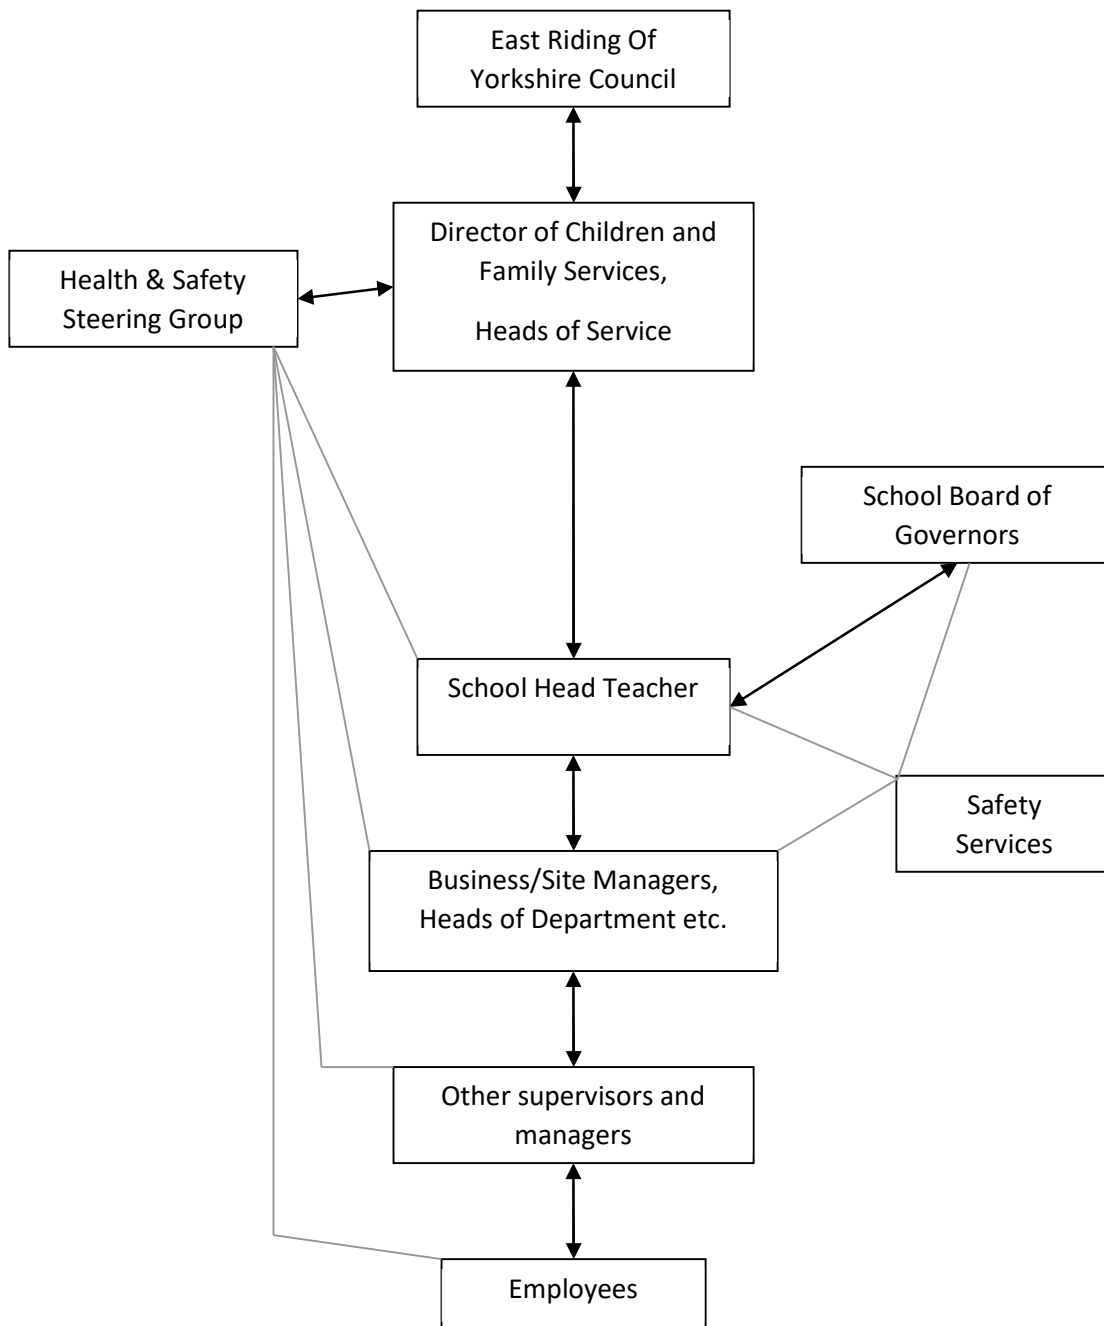 East Riding Of
Yorkshire Council
Director of Children and
Family Services,
Heads of Service
Health & Safety
Steering Group
School Board of
Governors
School Head Teacher
Safety
Services
Business/Site Managers,
Heads of Department etc.
Other supervisors and
managers
Employees